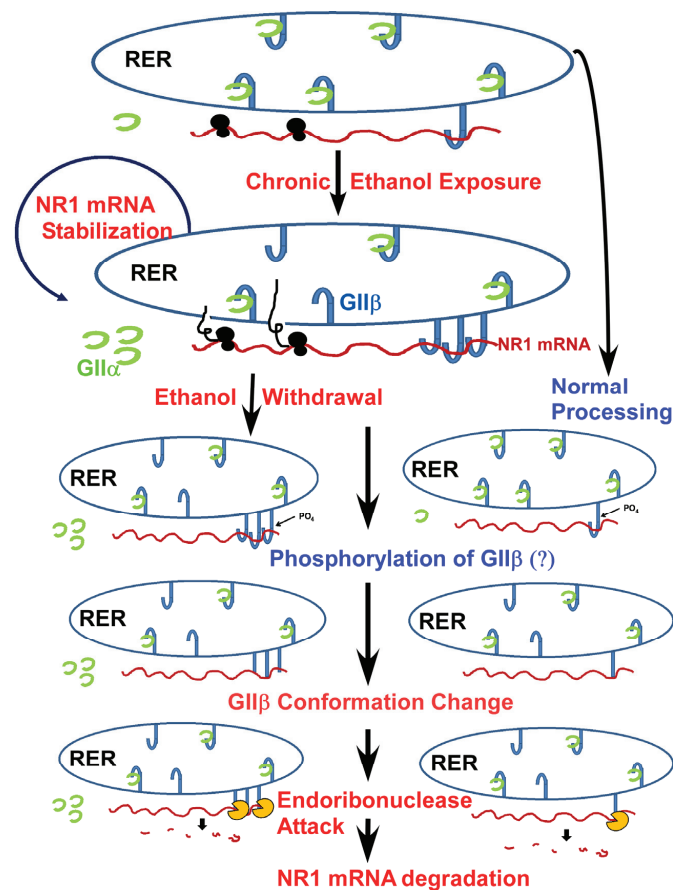 RER
Chronic Ethanol Exposure
NR1 mRNA
Stabilization
RER
GIIβ
NR1 mRNA
GIIα
Ethanol Withdrawal
Normal
Processing
RER
PO4
RER
PO4
Phosphorylation of GIIβ (?)
RER
RER
GIIβ Conformation Change
RER
RER
Endoribonuclease
Attack
NR1 mRNA degradation